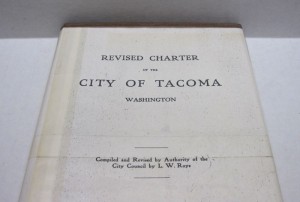 REVISED CHARTER
OF THE
CITY OF TACOMA
WASHINGTON
Compiled and Revised by Authority of the
City Council by L. W. Roys